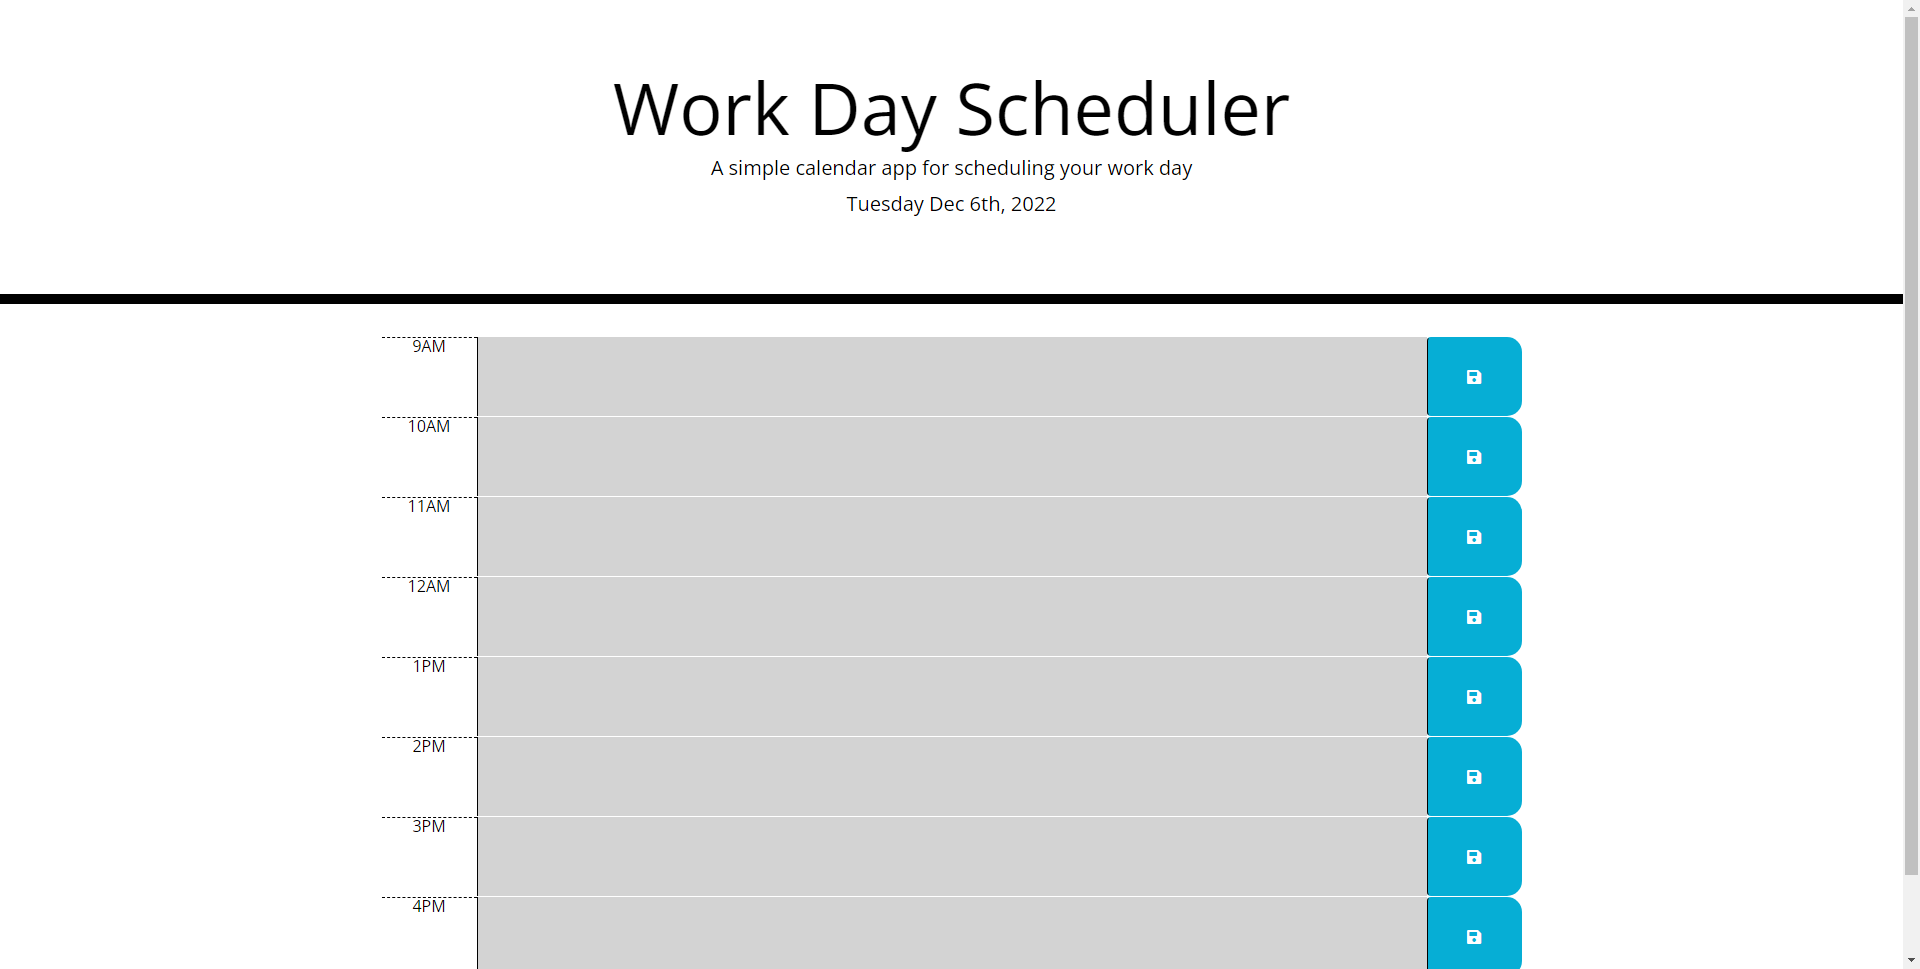 Work Day Scheduler
A simple calendar app for scheduling your work day
Tuesday Dec 6th, 2022
9AM
10AM
11AM
12AM
1PM
2PM
3PM
4PM